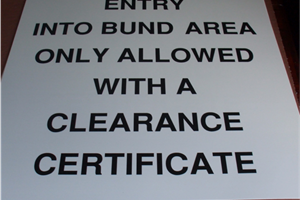 ENTRY
INTO BUND AREA
ONLY ALLOWED
WITH A
CLEARANCE
CERTIFICATE